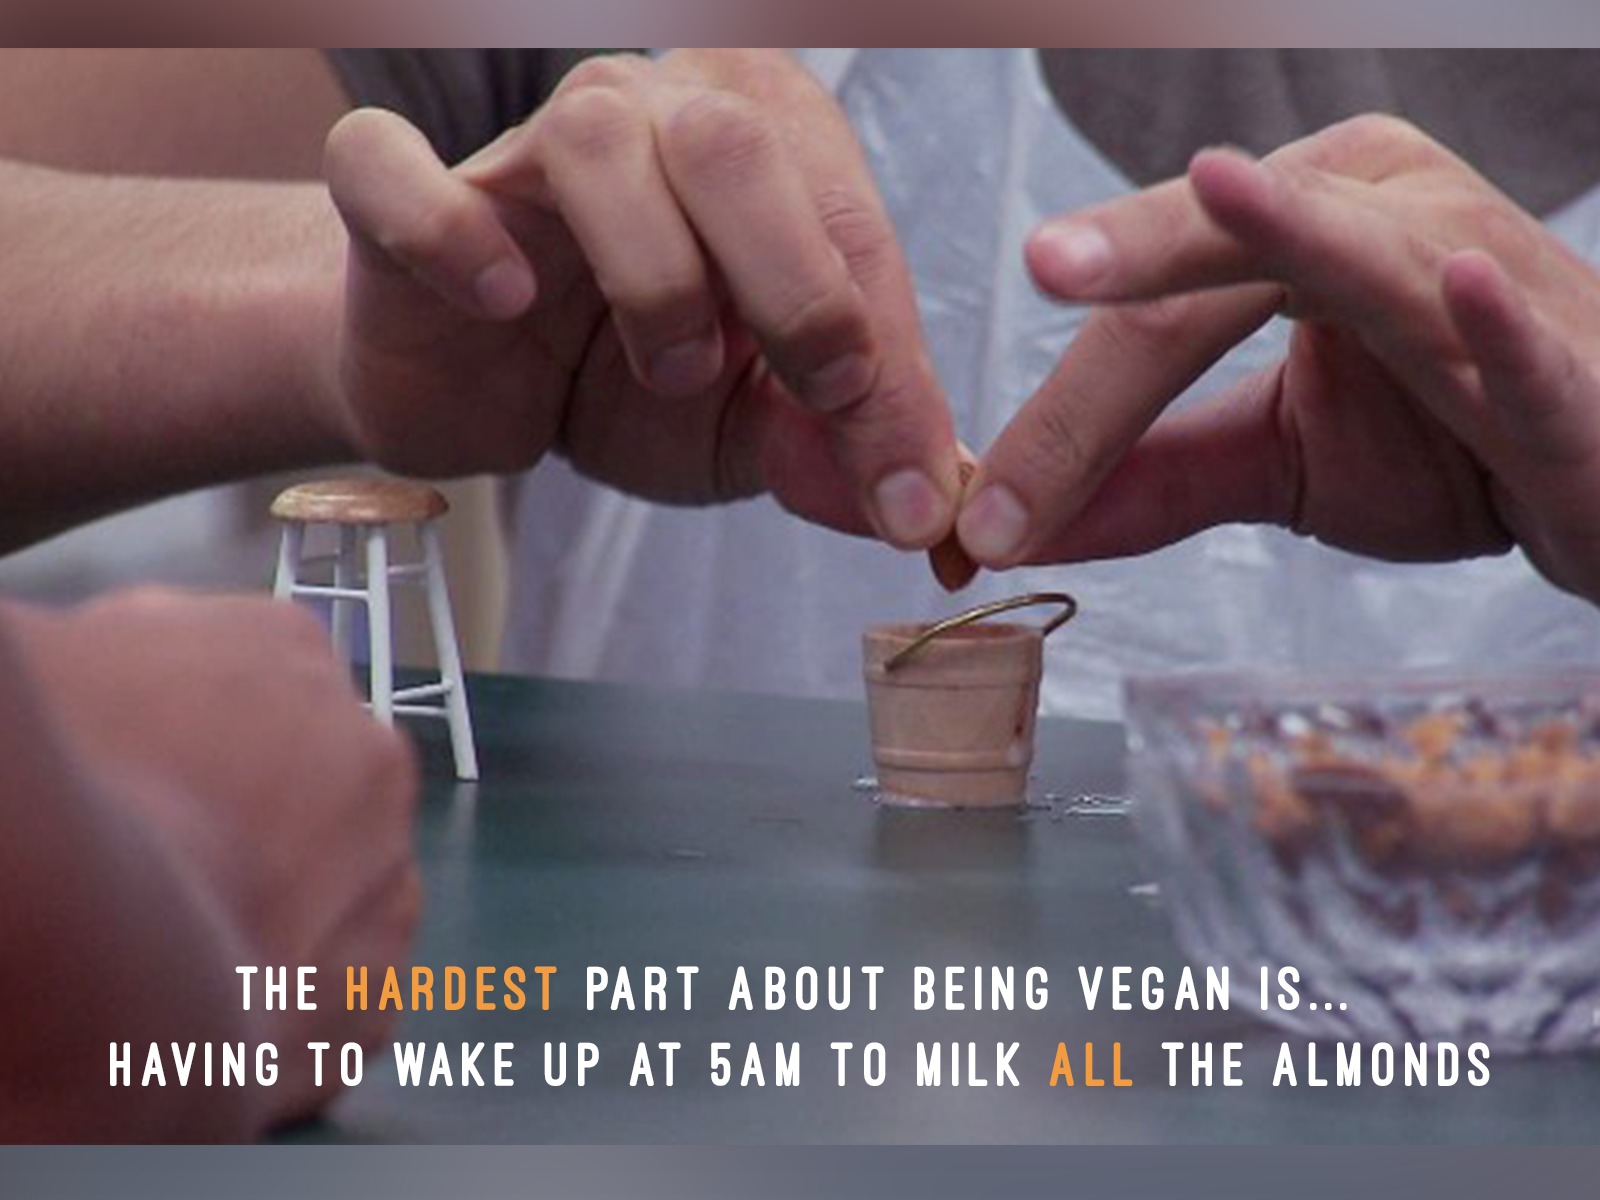 THE HARDEST PART ABOUT BEING VEGAN IS...
HAVING TO WAKE UP AT 5AM TO MILK ALL THE ALMONDS